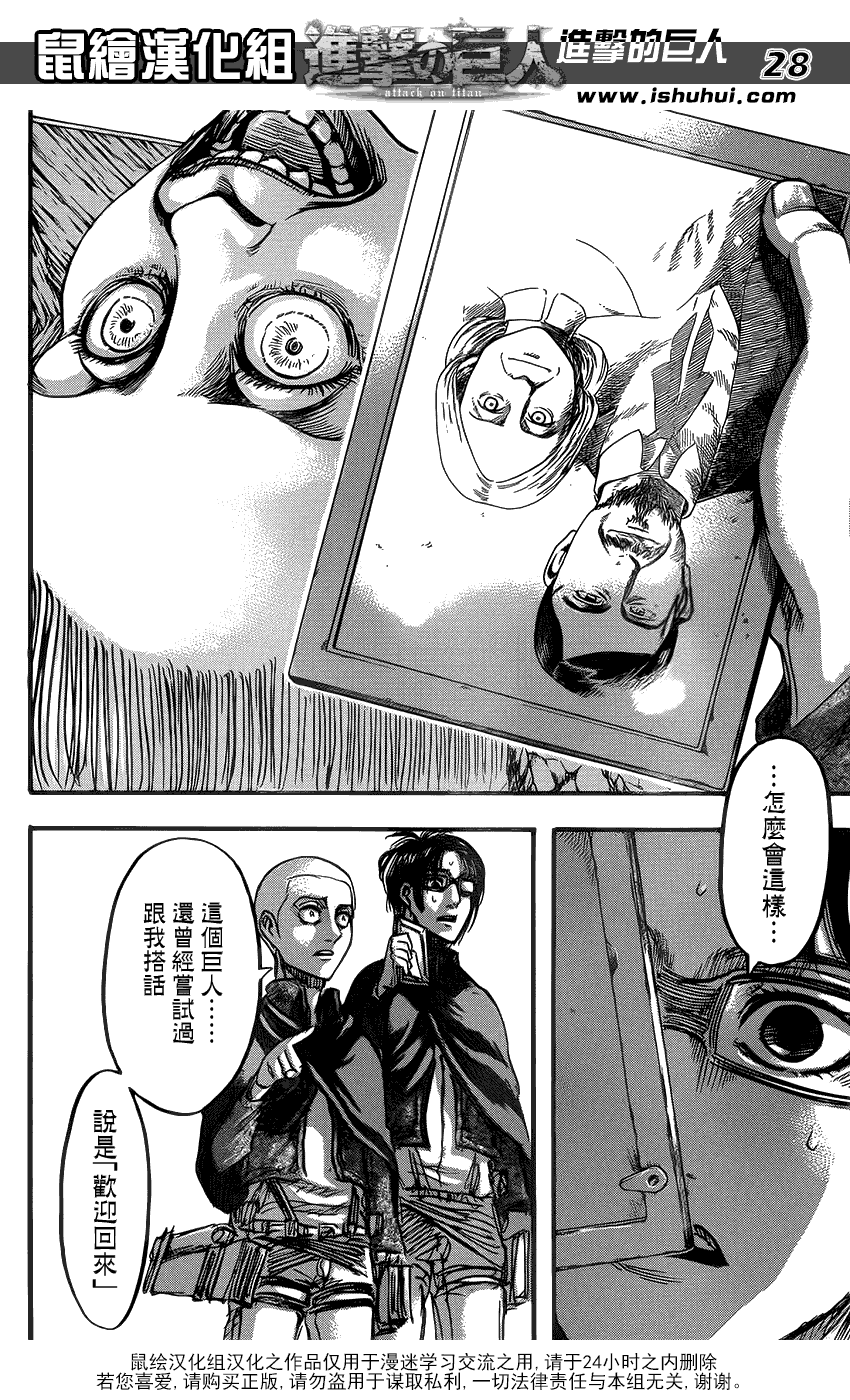 鼠繪漢化組
進撃の巨人
attack on titan
進擊的巨人
28
www.ishuhui.com
…怎麼會這樣…
這個巨人……
還曾經嘗試過
跟我搭話
說是「歡迎回來」
鼠绘汉化组汉化之作品仅用于漫迷学习交流之用, 请于24小时之内删除
若您喜爱, 请购买正版, 请勿盗用于谋取私利, 一切法律责任与本组无关, 谢谢。